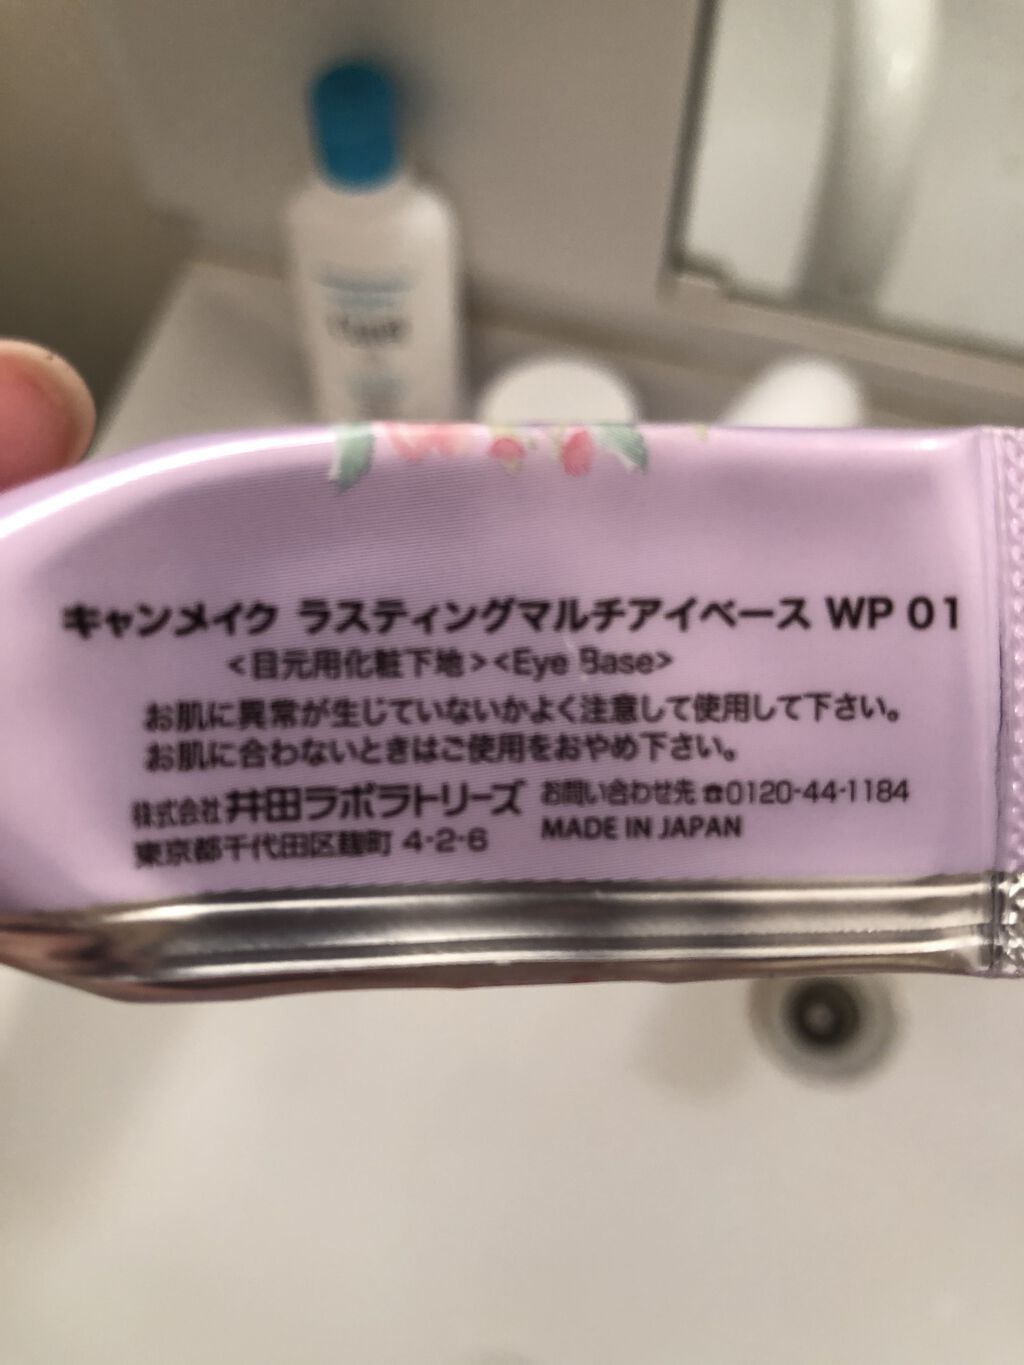 キャンメイク ラスティングマルチアイベース WP 01
<目元用化粧下地><Eye Base>
お肌に異常が生じていないかよく注意して使用して下さい。
お肌に合わないときはご使用をおやめ下さい。
株式会社 井田ラボラトリーズ お問い合わせ先 ☎0120-44-1184
東京都千代田区麹町 4-2-6 MADE IN JAPAN